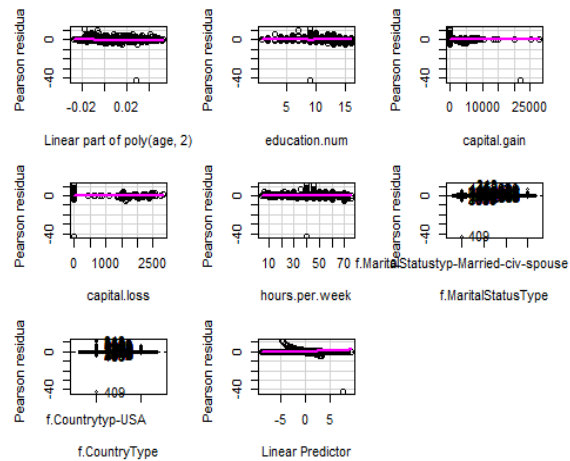 Pearson residua
0
-40
-0.02 0.02
Linear part of poly(age, 2)
Pearson residua
0
-40
5 10 15
education.num
Pearson residua
0
-40
0 10000 25000
capital.gain
Pearson residua
0
-40
0 1000 2500
capital.loss
Pearson residua
0
-40
10 30 50 70
hours.per.week
Pearson residua
0
-40
409
f.MaritalStatustyp-Married-civ-spouse
f.MaritalStatusType
Pearson residua
0
-40
409
f.Countrytyp-USA
f.CountryType
Pearson residua
0
-40
-5 0 5
Linear Predictor